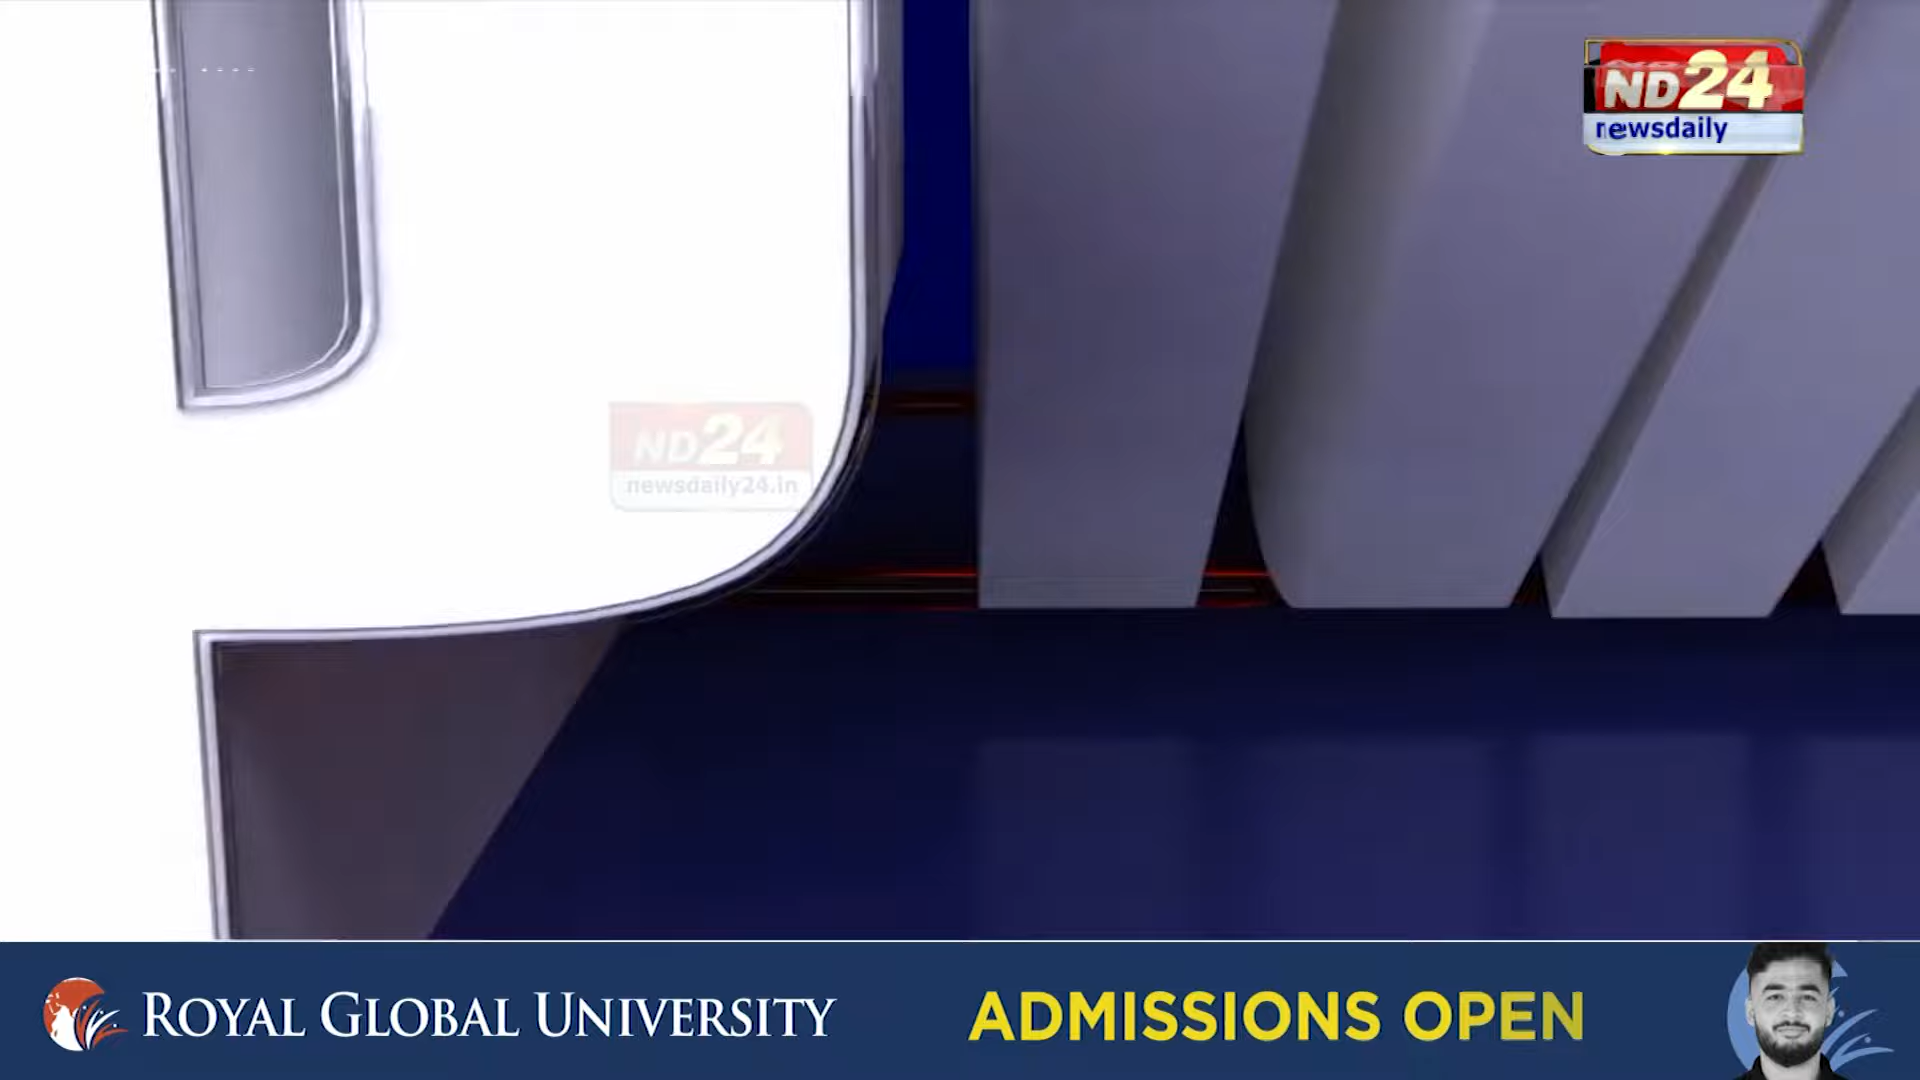 ND24
newsdaily
ND24
newsdaily24.in
ROYAL GLOBAL UNIVERSITY
ADMISSIONS OPEN